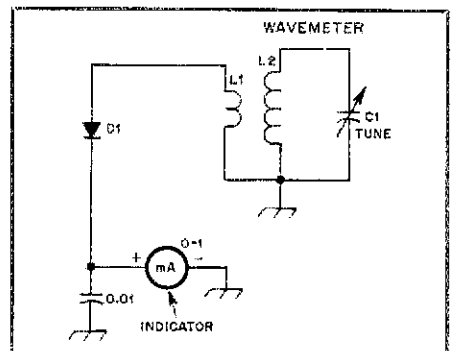 WAVEMETER
L1
L2
C1
TUNE
D1
0-1
+
-
mA
0.01
INDICATOR